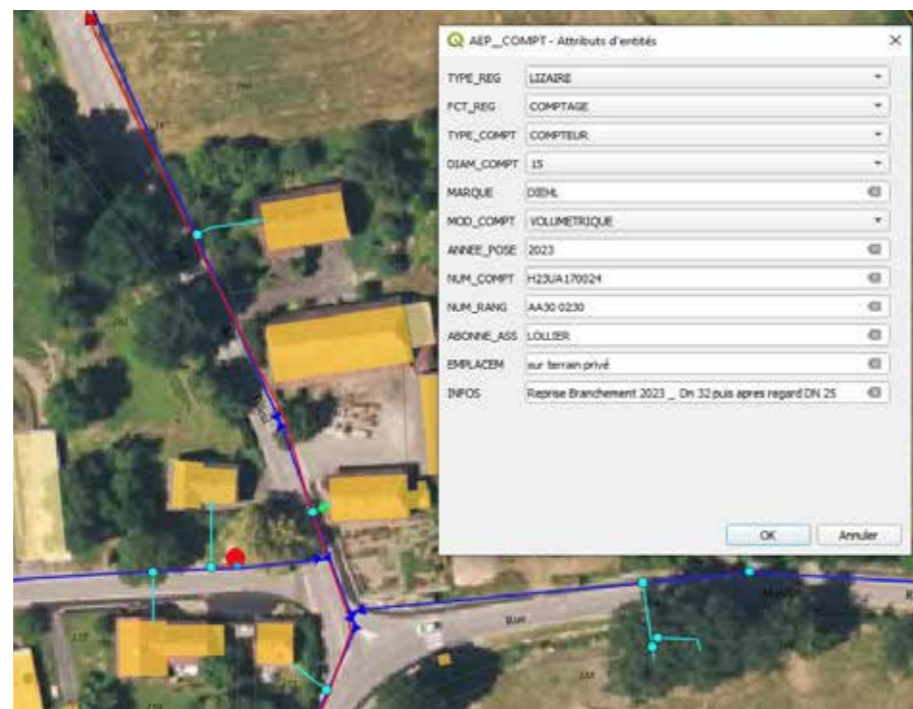 AEP__COMPT - Attributs d'entités
TYPE_REG LIZAIRE
FCT_REG COMPTAGE
TYPE_COMPT COMPTEUR
DIAM_COMPT 15
MARQUE DIEHL
MOD_COMPT VOLUMETRIQUE
ANNEE_POSE 2023
NUM_COMPT H23UA170024
NUM_RANG AA30 0230
ABONNE_ASS LOLLIER
EMPLACEM sur terrain privé
INFOS Reprise Branchement 2023 _ Dn 32 puis apres regard DN 25
OK Annuler